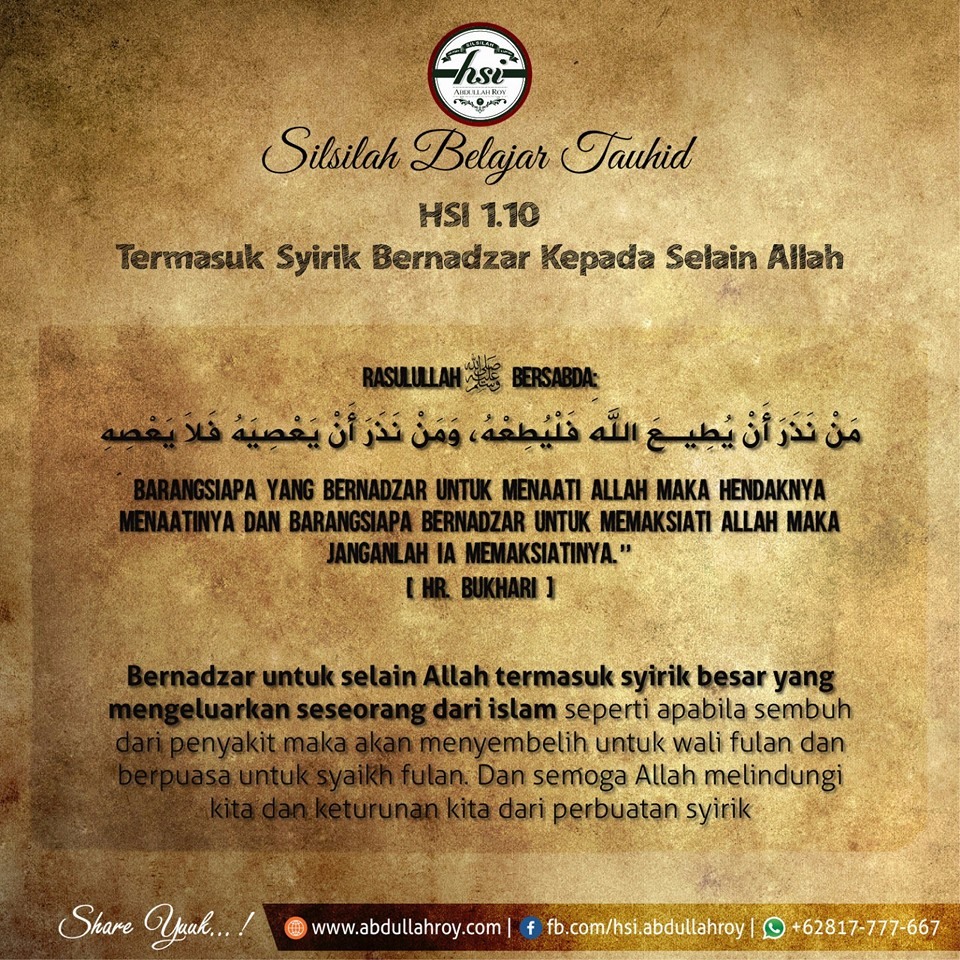 SILSILAH
hsi
ABDULLAH ROY
Silsilah Belajar Tauhid
HSI 1.10
Termasuk Syirik Bernadzar Kepada Selain Allah
RASULULLAH ﷺ BERSABDA:
مَنْ نَذَرَ أَنْ يُطِيـــعَ اللَّه فَلْيُطِعْهُ، وَمَنْ نَذَرَ أَنْ يَعْصِيَهُ فَلاَ يَعْصِهِ
BARANGSIAPA YANG BERNADZAR UNTUK MENAATI ALLAH MAKA HENDAKNYA
MENAATINYA DAN BARANGSIAPA BERNADZAR UNTUK MEMAKSIATI ALLAH MAKA
JANGANLAH IA MEMAKSIATINYA.”
[ HR. BUKHARI ]
Bernadzar untuk selain Allah termasuk syirik besar yang
mengeluarkan seseorang dari islam seperti apabila sembuh
dari penyakit maka akan menyembelih untuk wali fulan dan
berpuasa untuk syaikh fulan. Dan semoga Allah melindungi
kita dan keturunan kita dari perbuatan syirik
Share Yuuk... ! www.abdullahroy.com | fb.com/hsi.abdullahroy | +62817-777-667